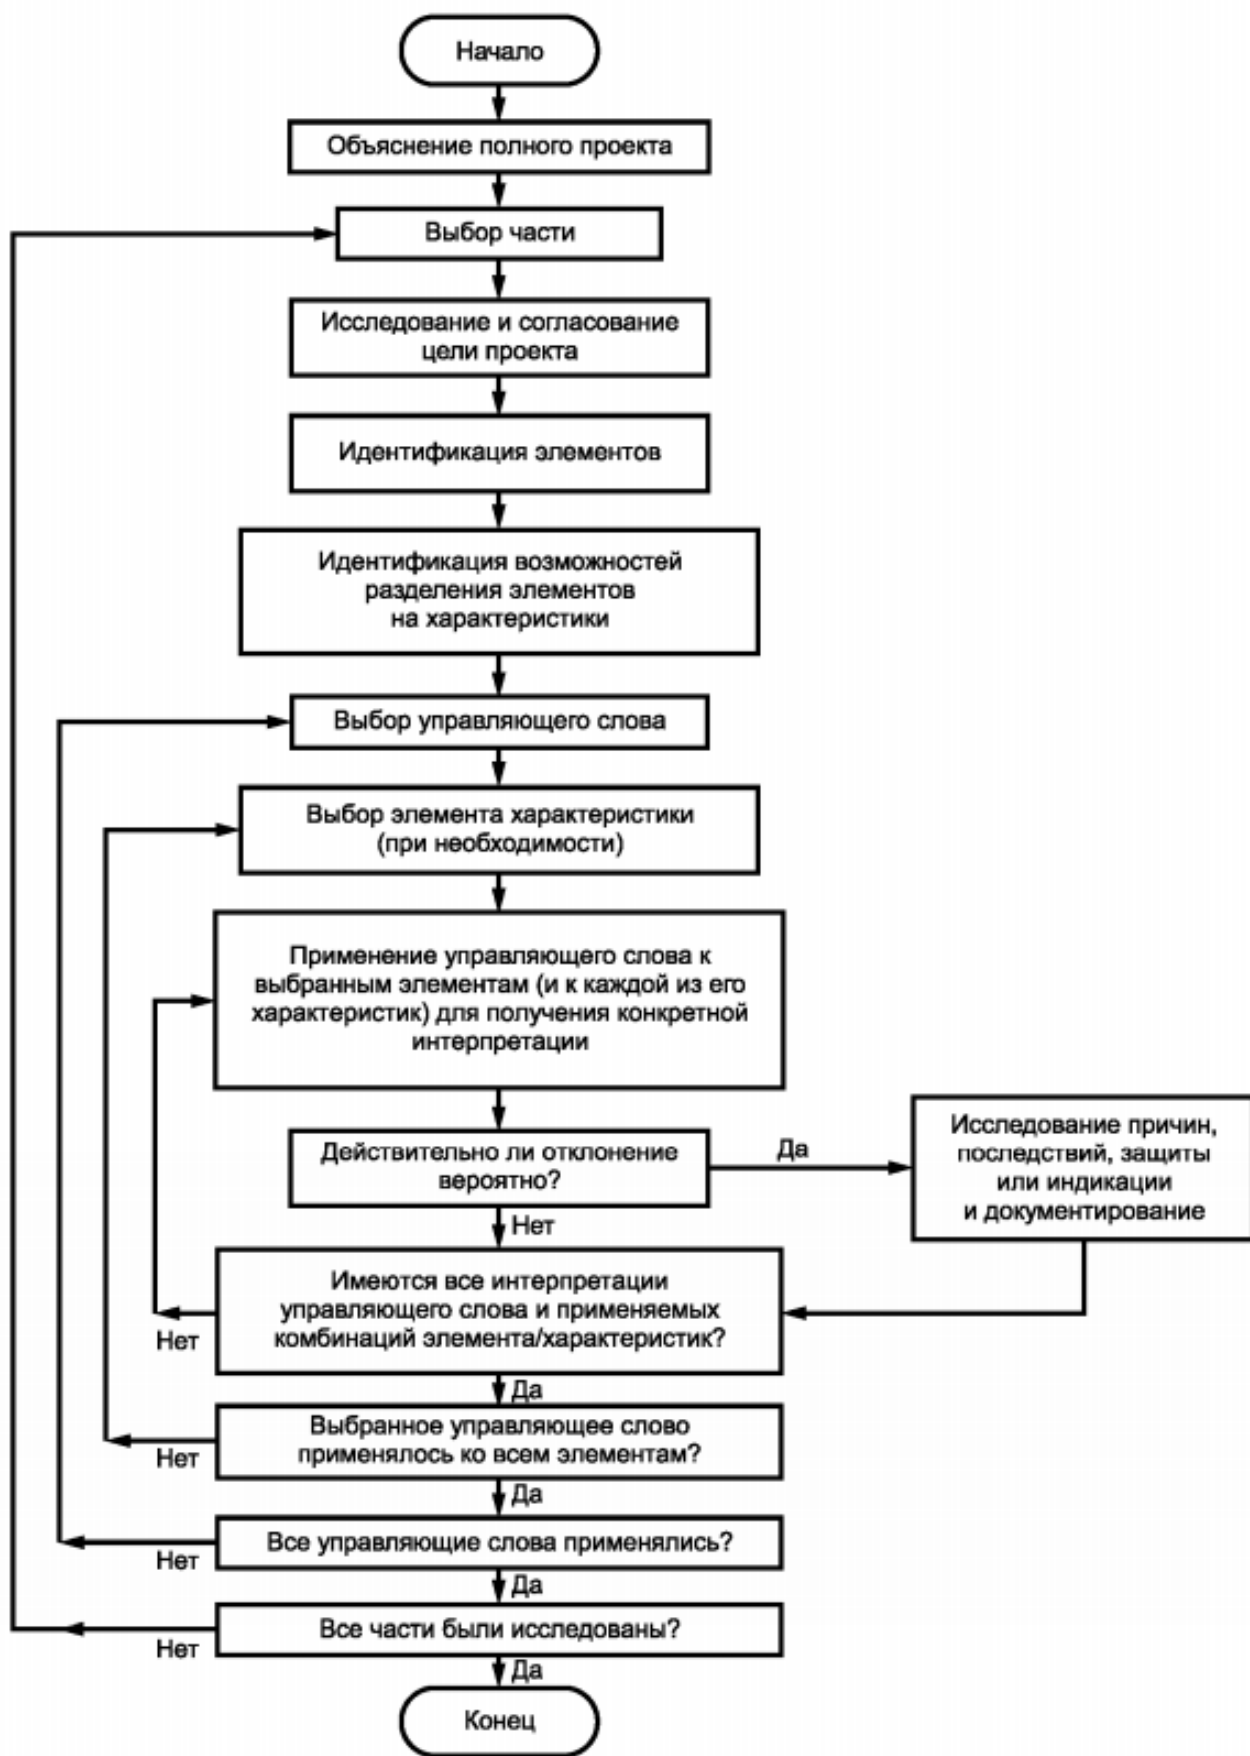 Начало
Объяснение полного проекта
Выбор части
Исследование и согласование
цели проекта
Идентификация элементов
Идентификация возможностей
разделения элементов
на характеристики
Выбор управляющего слова
Выбор элемента характеристики
(при необходимости)
Применение управляющего слова к
выбранным элементам (и к каждой из его
характеристик) для получения конкретной
интерпретации
Действительно ли отклонение
вероятно?
Да
Исследование причин,
последствий, защиты
или индикации
и документирование
Нет
Имеются все интерпретации
управляющего слова и применяемых
комбинаций элемента/характеристик?
Нет
Да
Выбранное управляющее слово
применялось ко всем элементам?
Нет
Да
Все управляющие слова применялись?
Нет
Да
Все части были исследованы?
Нет
Да
Конец